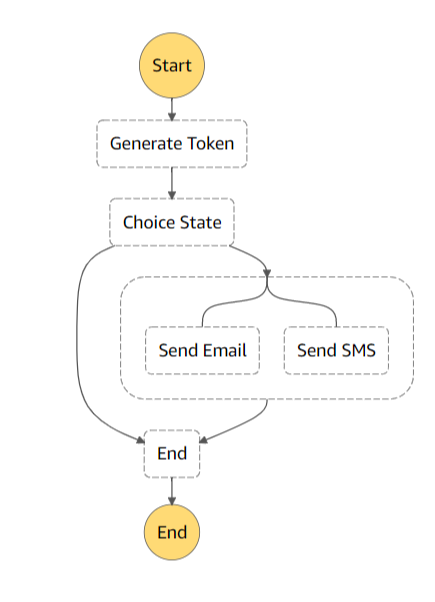 Start
Generate Token
Choice State
Send Email
Send SMS
End
End